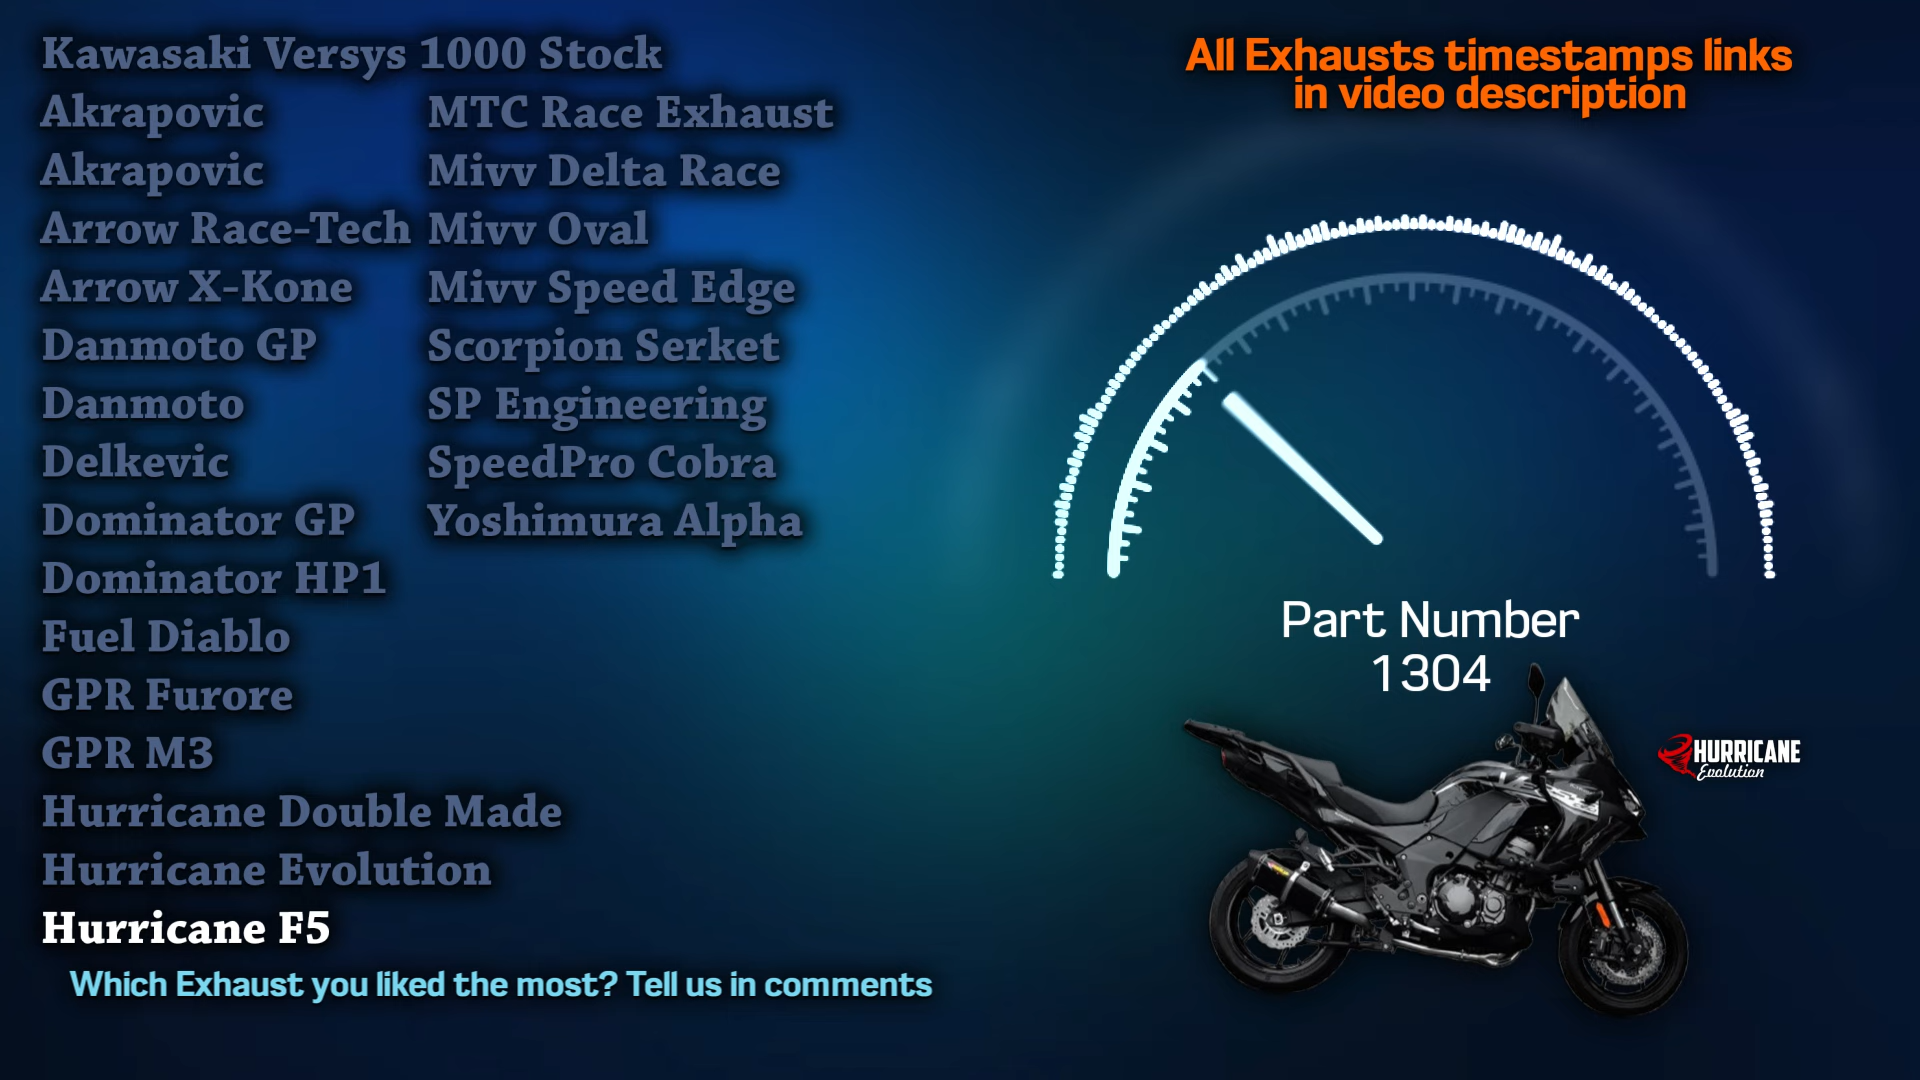 Kawasaki Versys 1000 Stock
Akrapovic
Akrapovic
Arrow Race-Tech
Arrow X-Kone
Danmoto GP
Danmoto
Delkevic
Dominator GP
Dominator HP1
Fuel Diablo
GPR Furore
GPR M3
Hurricane Double Made
Hurricane Evolution
Hurricane F5
MTC Race Exhaust
Mivv Delta Race
Mivv Oval
Mivv Speed Edge
Scorpion Serket
SP Engineering
SpeedPro Cobra
Yoshimura Alpha
Which Exhaust you liked the most? Tell us in comments
All Exhausts timestamps links
in video description
Part Number
1304
HURRICANE
Evolution